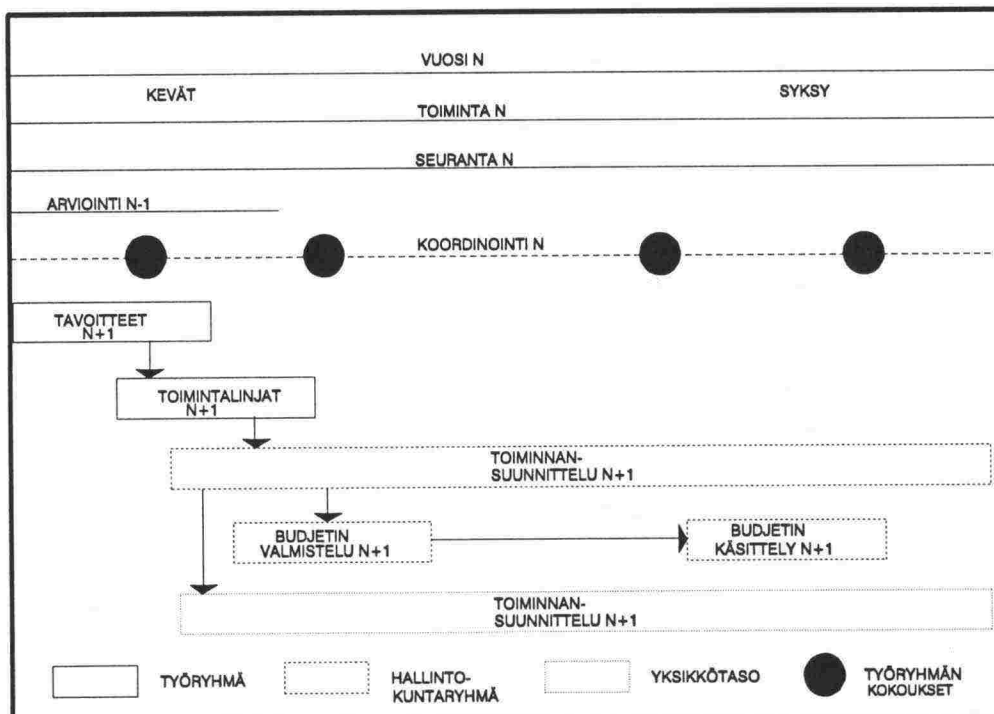 VUOSI N
KEVÄT
SYKSY
TOIMINTA N
SEURANTA N
ARVIOINTI N-1
KOORDINOINTI N
TAVOITTEET
N+1
TOIMINTALINJAT
N+1
TOIMINNAN-
SUUNNITTELU N+1
BUDJETIN
VALMISTELU N+1
BUDJETIN
KÄSITTELY N+1
TOIMINNAN-
SUUNNITTELU N+1
TYÖRYHMÄ
HALLINTO-
KUNTARYHMÄ
YKSIKKÖTASO
TYÖRYHMÄN
KOKOUKSET